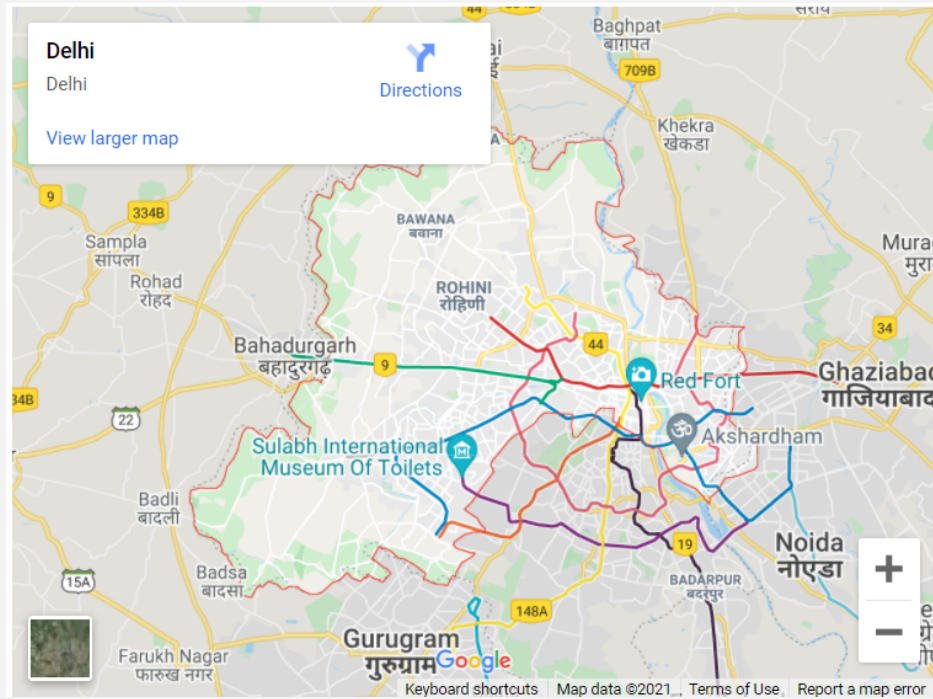 44
सराय
Baghpat
बाग़पत
Delhi
Delhi
Directions
View larger map
709B
Khekra
खेकड़ा
9
334B
BAWANA
बवाना
Sampla
सांपला
Rohad
रोहद
ROHINI
रोहिणी
34
44
Bahadurgarh
बहादुरगढ़
9
Ghaziabad
गाज़ियाबाद
Red Fort
22
Akshardham
Sulabh International
Museum Of Toilets
Badli
बादली
19
Noida
नोएडा
Badsa
बादसा
15A
BADARPUR
बदरपुर
148A
Gurugram
गुरुग्राम
Farukh Nagar
फारुख नगर
Google
Keyboard shortcuts
Map data ©2021
Terms of Use
Report a map error